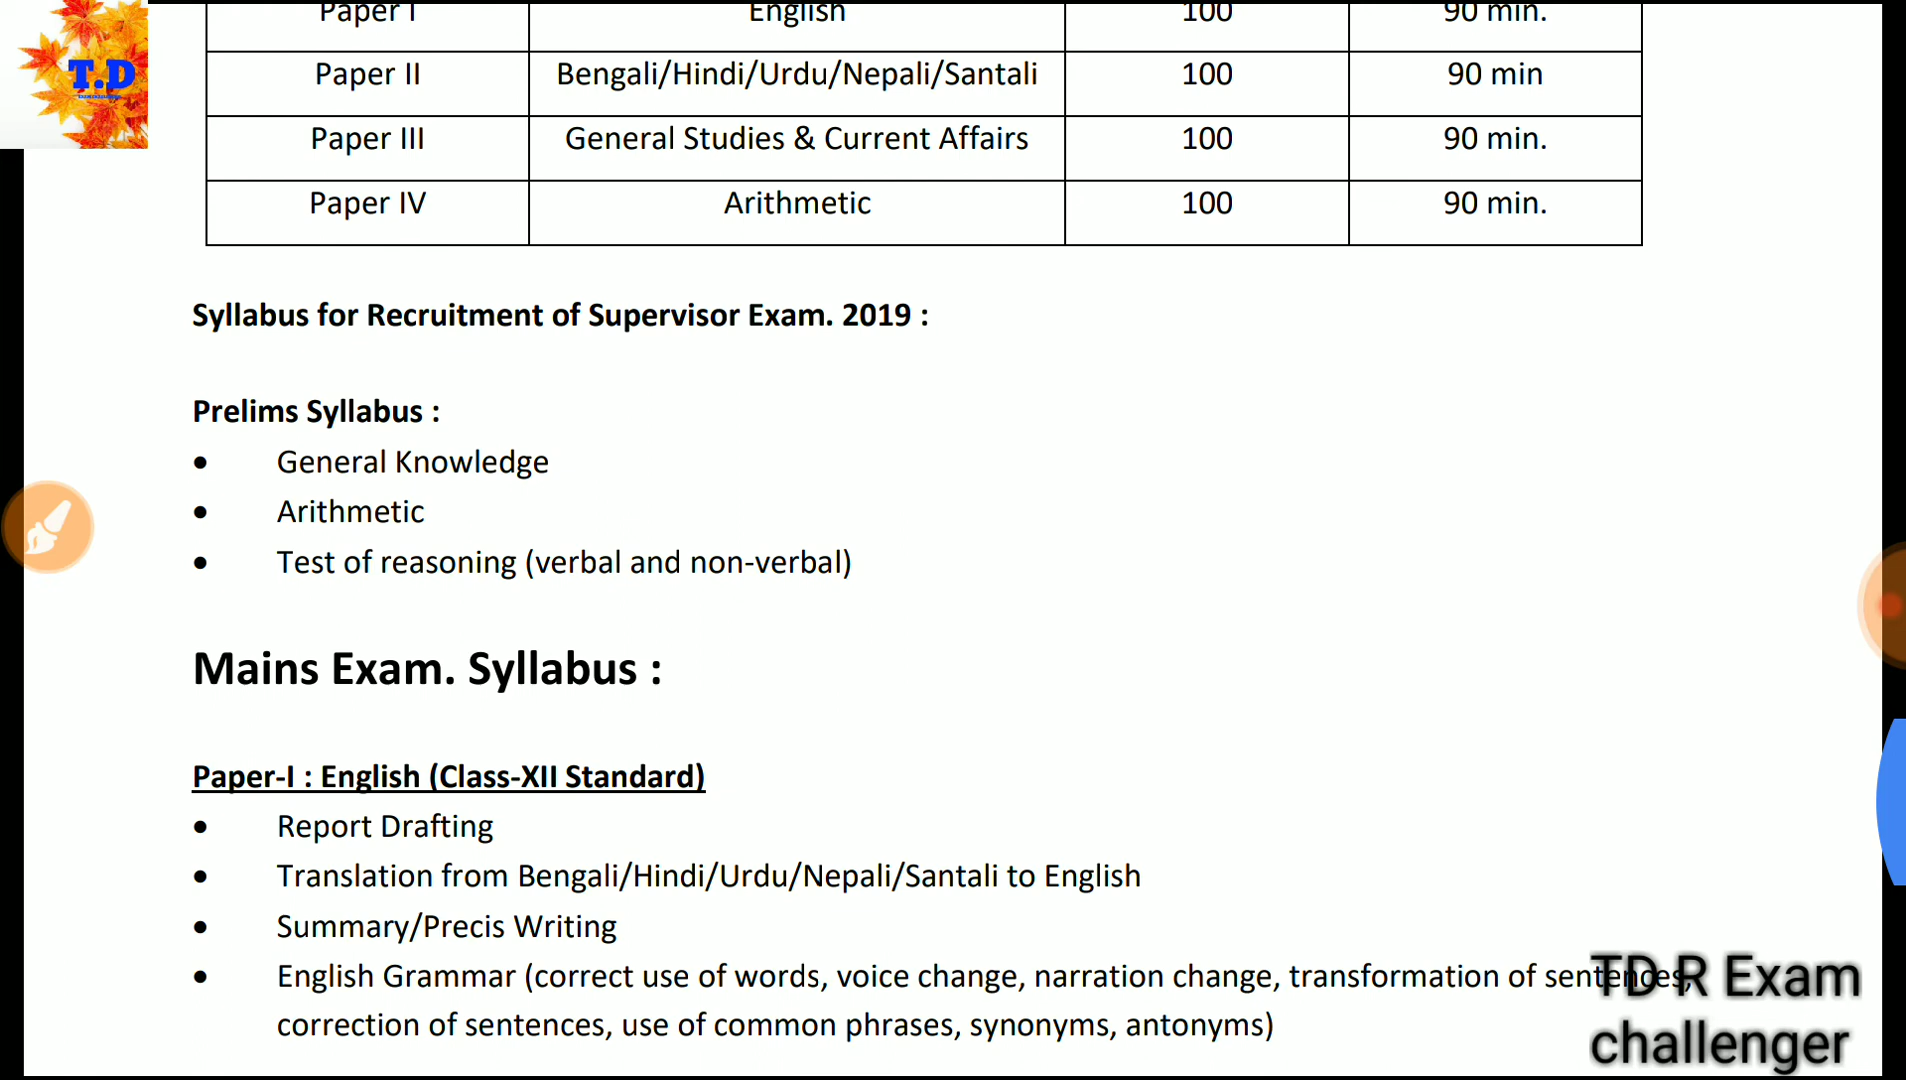 Paper I English 100 90 min.
T.D
Paper II Bengali/Hindi/Urdu/Nepali/Santali 100 90 min
Paper III General Studies & Current Affairs 100 90 min.
Paper IV Arithmetic 100 90 min.
Syllabus for Recruitment of Supervisor Exam. 2019 :
Prelims Syllabus :
• General Knowledge
• Arithmetic
• Test of reasoning (verbal and non-verbal)
Mains Exam. Syllabus :
Paper-I : English (Class-XII Standard)
• Report Drafting
• Translation from Bengali/Hindi/Urdu/Nepali/Santali to English
• Summary/Precis Writing
• English Grammar (correct use of words, voice change, narration change, transformation of sentences,
correction of sentences, use of common phrases, synonyms, antonyms)
TD R Exam
challenger